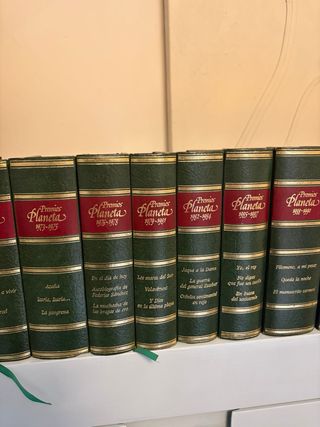 a vivir
Premios
Planeta
1973-1975
Azaña
Icaria, Icaria...
La gangrena
Premios
Planeta
1976-1978
En el día de hoy
Autobiografía de
Federico Sánchez
La muchacha de
las bragas de oro
Premios
Planeta
1979-1981
Los mares del Sur
Volavérunt
Y Dios
en la última playa
Premios
Planeta
1982-1984
Jaque a la Dama
La guerra
del general Escobar
Crónica sentimental
en rojo
Premios
Planeta
1985-1987
Yo, el rey
No digas
que fue un sueño
En busca
del unicornio
Premios
Planeta
Filomeno, a mi pesar
Queda la noche
El manuscrito carmesí